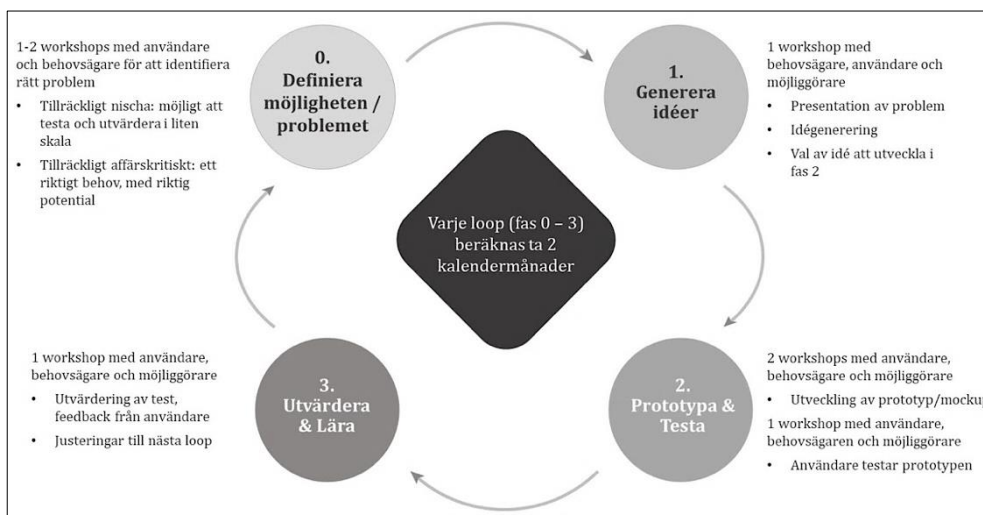 1-2 workshops med användare
och behovsägare för att identifiera
rätt problem
• Tillräckligt nischa: möjligt att
testa och utvärdera i liten
skala
• Tillräckligt affärskritiskt: ett
riktigt behov, med riktig
potential
0.
Definiera
möjligheten /
problemet
1.
Generera
idéer
1 workshop med
behovsägare, användare och
möjliggörare
• Presentation av problem
• Idégenerering
• Val av idé att utveckla i
fas 2
Varje loop (fas 0 – 3)
beräknas ta 2
kalendermånader
1 workshop med användare,
behovsägare och möjliggörare
• Utvärdering av test,
feedback från användare
• Justeringar till nästa loop
3.
Utvärdera
& Lära
2.
Prototypa &
Testa
2 workshops med användare,
behovsägare och möjliggörare
• Utveckling av prototyp/mockup
1 workshop med användare,
behovsägaren och möjliggörare
• Användare testar prototypen